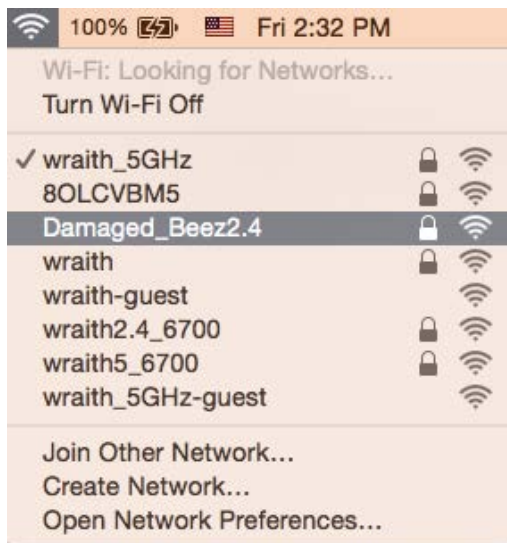 100% Fri 2:32 PM
Wi-Fi: Looking for Networks...
Turn Wi-Fi Off
wraith_5GHz
8OLCVBM5
Damaged_Beez2.4
wraith
wraith-guest
wraith2.4_6700
wraith5_6700
wraith_5GHz-guest
Join Other Network...
Create Network...
Open Network Preferences...